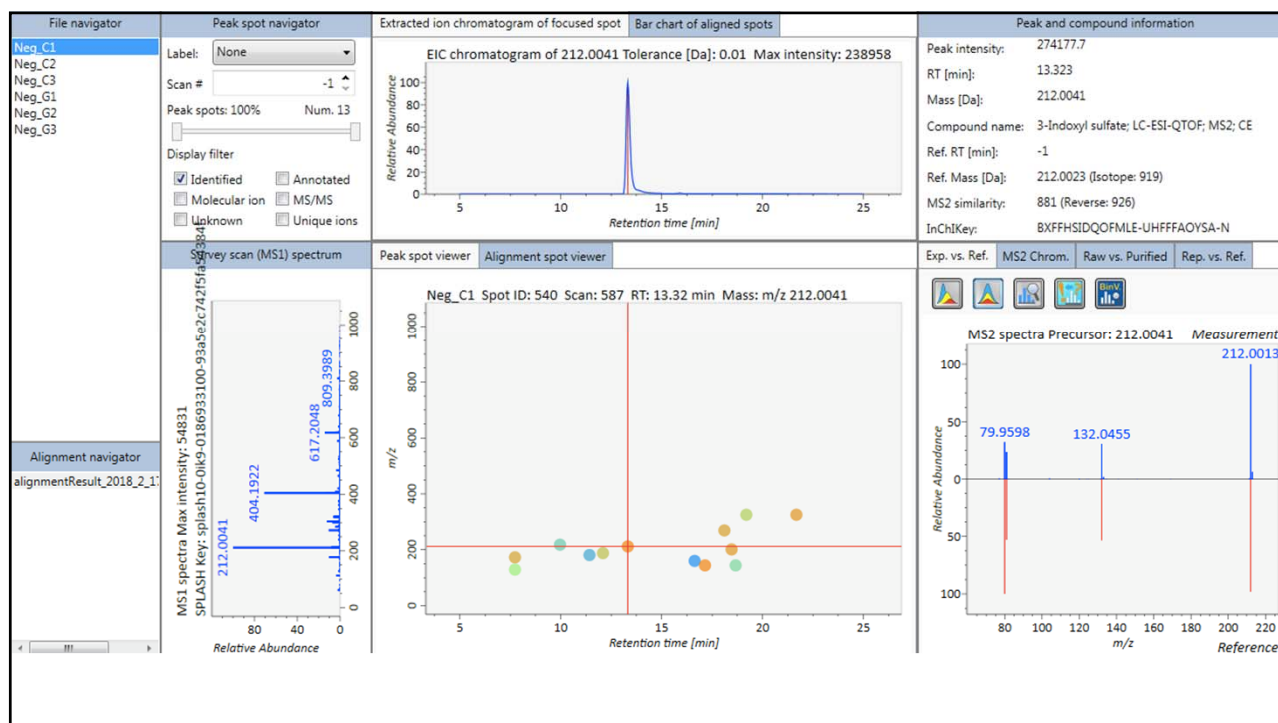 File navigator
Neg_C1
Neg_C2
Neg_C3
Neg_G1
Neg_G2
Neg_G3
Alignment navigator
alignmentResult_2018_2_17
Peak spot navigator
Label: None
Scan # -1
Peak spots: 100% Num. 13
Display filter
Identified Annotated
Molecular ion MS/MS
Unknown Unique ions
Survey scan (MS1) spectrum
MS1 spectra Max intensity: 54831
1000
800
600
400
200
0
809.3989
617.2048
404.1922
212.0041
80 40 0
Relative Abundance
Extracted ion chromatogram of focused spot Bar chart of aligned spots
EIC chromatogram of 212.0041 Tolerance [Da]: 0.01 Max intensity: 238958
Relative Abundance
100
80
60
40
20
0
5 10 15 20 25
Retention time [min]
Peak spot viewer Alignment spot viewer
Neg_C1 Spot ID: 540 Scan: 587 RT: 13.32 min Mass: m/z 212.0041
m/z
1000
800
600
400
200
0
5 10 15 20 25
Retention time [min]
Peak and compound information
Peak intensity: 274177.7
RT [min]: 13.323
Mass [Da]: 212.0041
Compound name: 3-Indoxyl sulfate; LC-ESI-QTOF; MS2; CE
Ref. RT [min]: -1
Ref. Mass [Da]: 212.0023 (Isotope: 919)
MS2 similarity: 881 (Reverse: 926)
InChIKey: BXFFHSIDQOFMLE-UHFFFAOYSA-N
Exp. vs. Ref. MS2 Chrom. Raw vs. Purified Rep. vs. Ref.
BinV.
MS2 spectra Precursor: 212.0041 Measurement
212.0013
79.9598 132.0455
Relative Abundance
100
50
0
50
100
80 100 120 140 160 180 200 220
m/z Reference